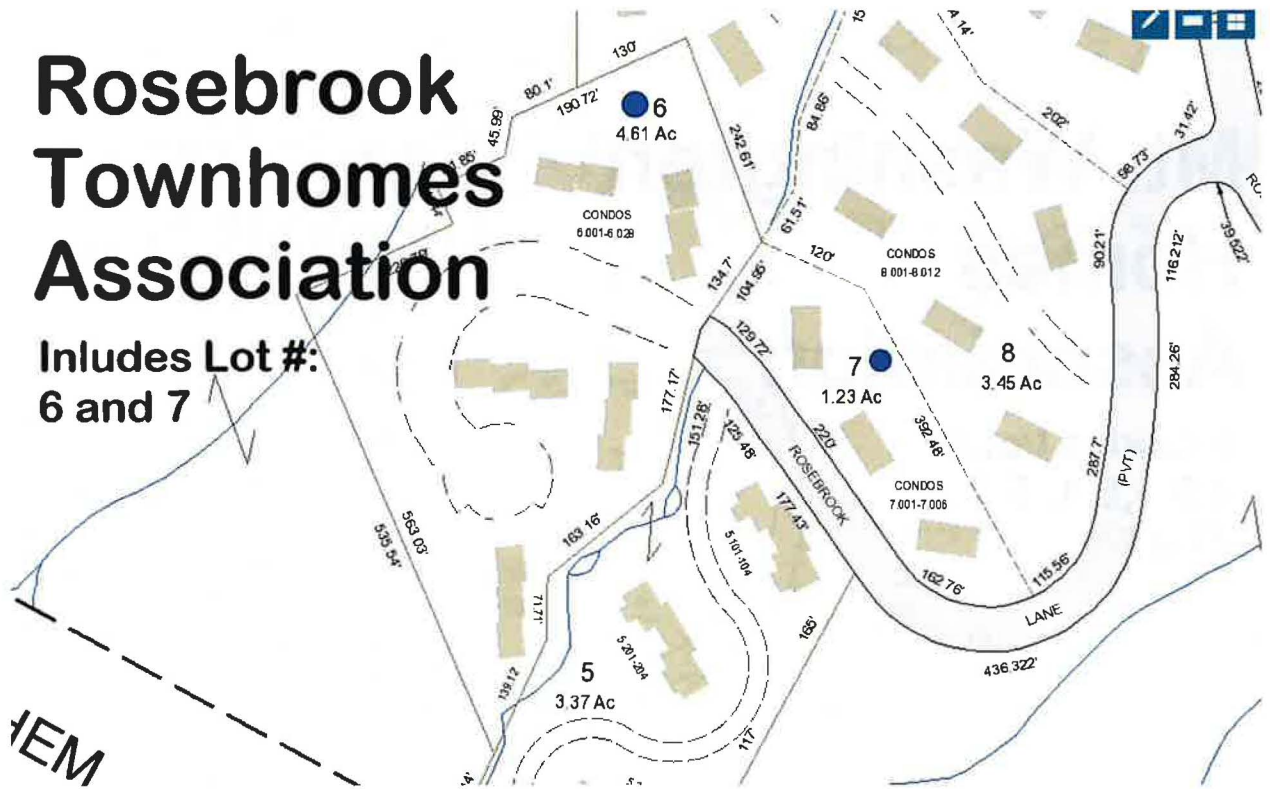 Rosebrook
Townhomes
Association
Inludes Lot #:
6 and 7
130'
80.1'
190.72'
45.99'
6
4.61 Ac
242.61'
CONDOS
6.001-6.028
84.86'
61.51'
202'
98.73'
31.42'
39.522'
90.21'
116.212'
120'
CONDOS
8.001-8.012
134.7'
104.95'
129.72'
7
1.23 Ac
8
3.45 Ac
284.26'
177.17'
151.28'
125.48'
220'
392.48'
287.7'
(PVT)
ROSEBROOK
CONDOS
7.001-7.006
177.43'
563.03'
535.54'
163.16'
5.101-104
162.76'
115.56'
LANE
436.322'
71.71'
165'
5.201-204
139.12
5
3.37 Ac
117'
HEM